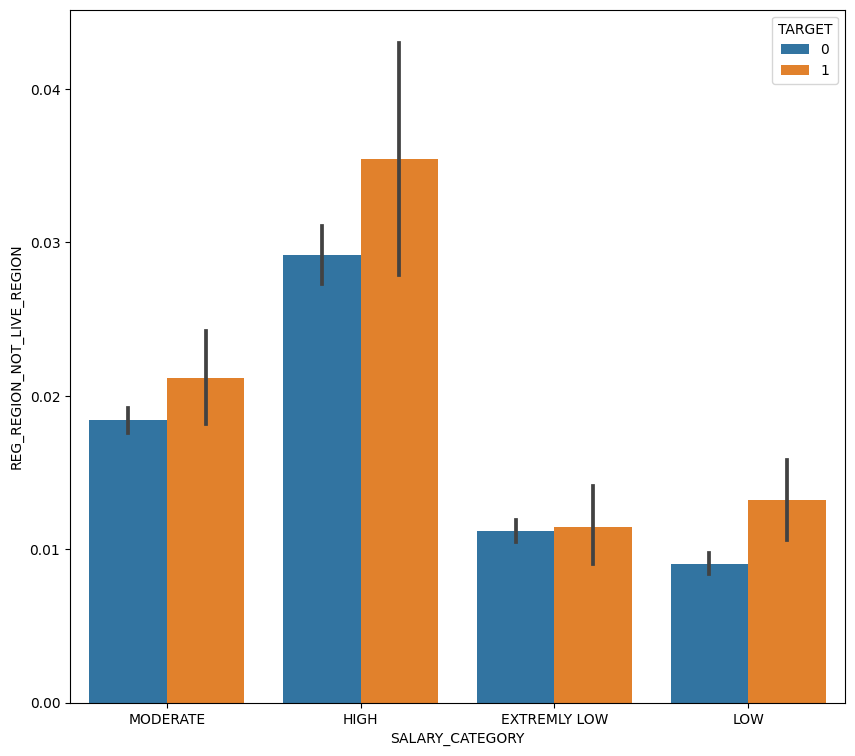 TARGET
0
1
REG_REGION_NOT_LIVE_REGION
0.04
0.03
0.02
0.01
0.00
MODERATE
HIGH
EXTREMLY LOW
LOW
SALARY_CATEGORY